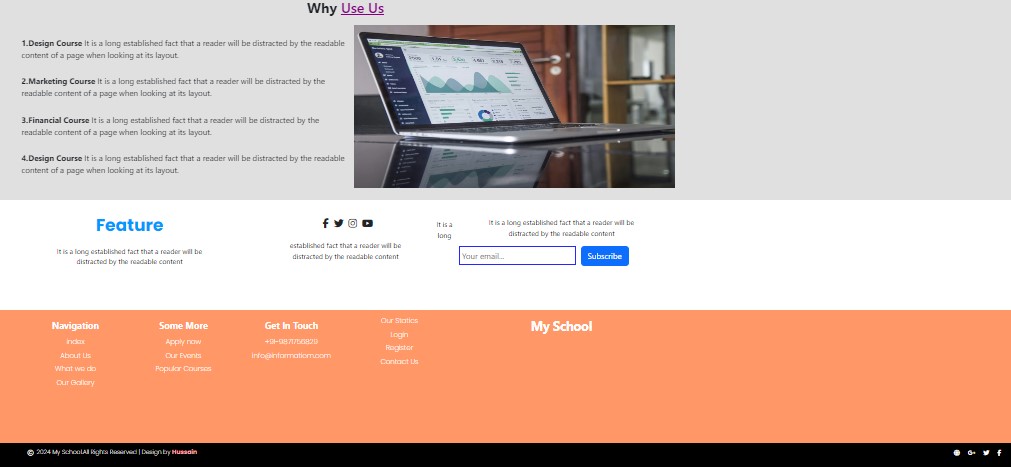 Why Use Us
1.Design Course It is a long established fact that a reader will be distracted by the readable
content of a page when looking at its layout.
2.Marketing Course It is a long established fact that a reader will be distracted by the
readable content of a page when looking at its layout.
3.Financial Course It is a long established fact that a reader will be distracted by the
readable content of a page when looking at its layout.
4.Design Course It is a long established fact that a reader will be distracted by the readable
content of a page when looking at its layout.
Feature
It is a long established fact that a reader will be
distracted by the readable content
established fact that a reader will be
distracted by the readable content
It is a
long
It is a long established fact that a reader will be
distracted by the readable content
Your email...
Subscribe
Navigation
Index
About Us
What we do
Our Gallery
Some More
Apply now
Our Events
Popular Courses
Get In Touch
+91-9871756829
info@informatiom.com
Our Statics
Login
Register
Contact Us
My School
© 2024 My School.All Rights Reserved | Design by Hussain